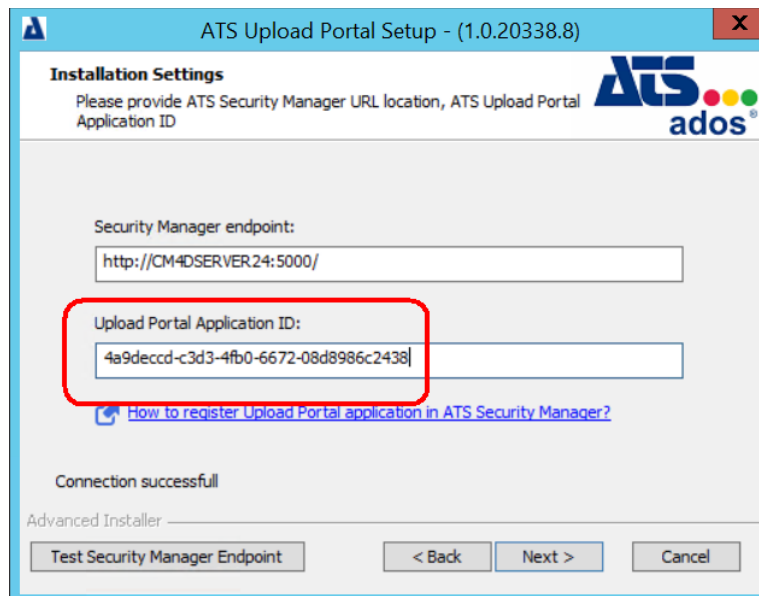 ATS Upload Portal Setup - (1.0.20338.8)
X
Installation Settings
Please provide ATS Security Manager URL location, ATS Upload Portal
Application ID
ATS
ados®
Security Manager endpoint:
http://CM4DSERVER24:5000/
Upload Portal Application ID:
4a9deccd-c3d3-4fb0-6672-08d8986c2438
How to register Upload Portal application in ATS Security Manager?
Connection successfull
Advanced Installer
Test Security Manager Endpoint
< Back
Next >
Cancel